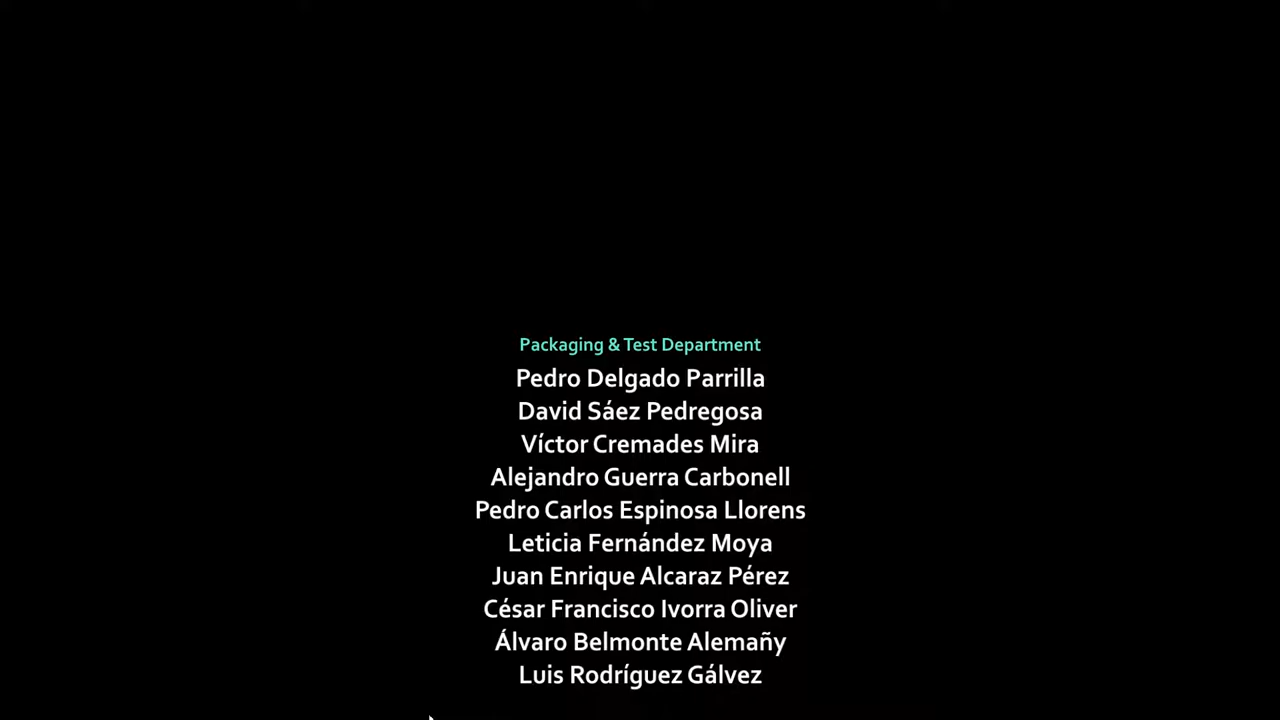 Packaging & Test Department
Pedro Delgado Parrilla
David Sáez Pedregosa
Víctor Cremades Mira
Alejandro Guerra Carbonell
Pedro Carlos Espinosa Llorens
Leticia Fernández Moya
Juan Enrique Alcaraz Pérez
César Francisco Ivorra Oliver
Álvaro Belmonte Alemañy
Luis Rodríguez Gálvez